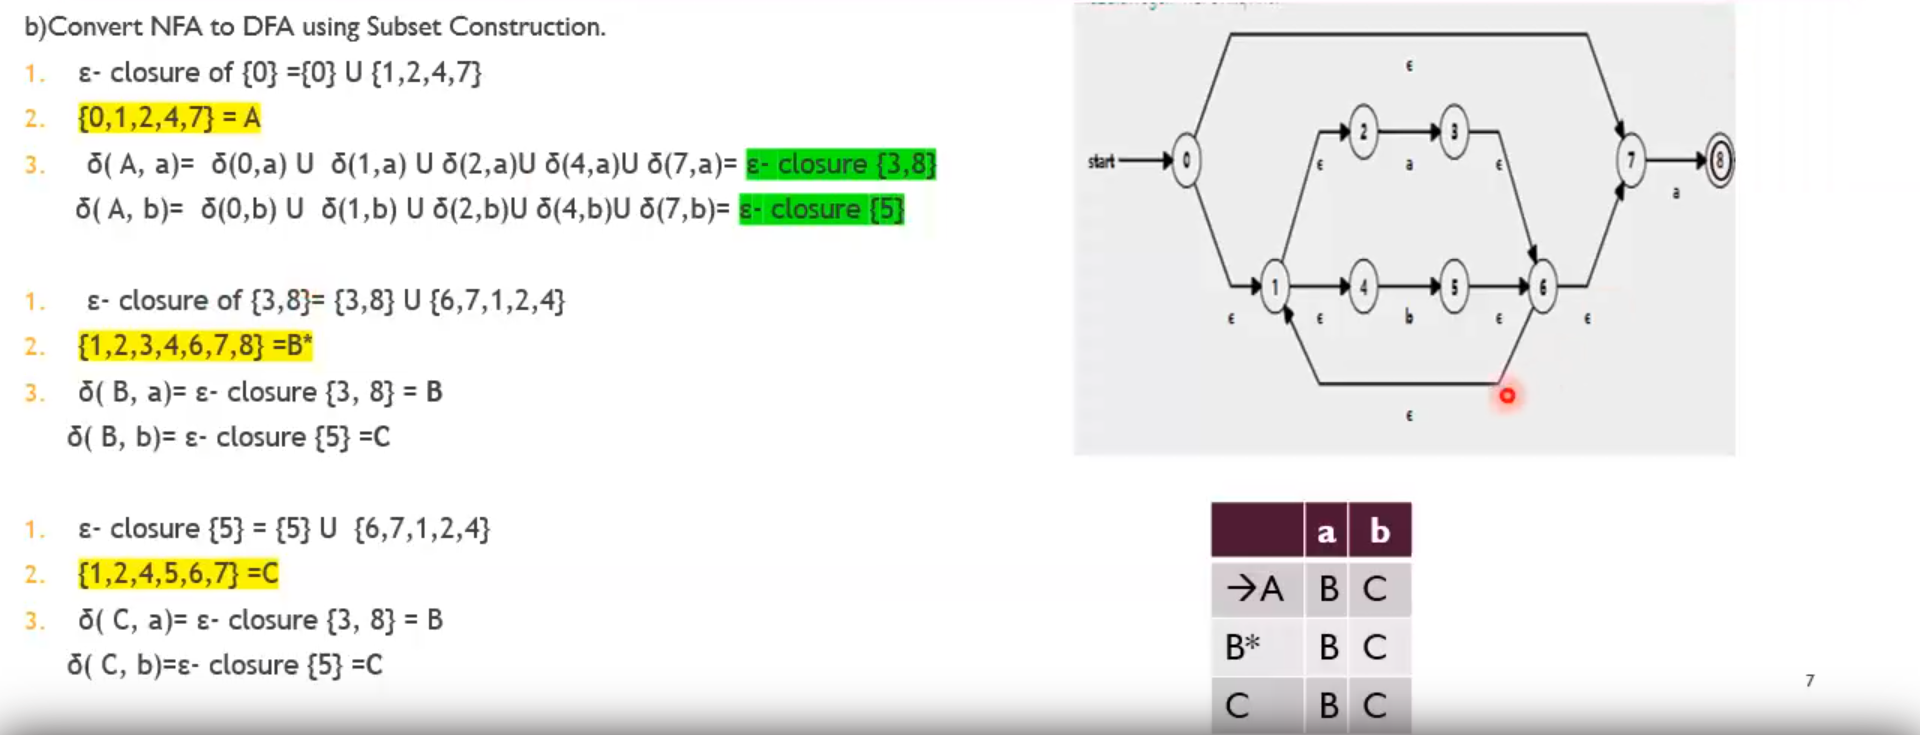 b)Convert NFA to DFA using Subset Construction.
1. ε- closure of {0} ={0} U {1,2,4,7}
2. {0,1,2,4,7} = A
3. δ( A, a)= δ(0,a) U δ(1,a) U δ(2,a)U δ(4,a)U δ(7,a)= ε- closure {3,8}
δ( A, b)= δ(0,b) U δ(1,b) U δ(2,b)U δ(4,b)U δ(7,b)= ε- closure {5}
1. ε- closure of {3,8}= {3,8} U {6,7,1,2,4}
2. {1,2,3,4,6,7,8} =B*
3. δ( B, a)= ε- closure {3, 8} = B
δ( B, b)= ε- closure {5} =C
1. ε- closure {5} = {5} U {6,7,1,2,4}
2. {1,2,4,5,6,7} =C
3. δ( C, a)= ε- closure {3, 8} = B
δ( C, b)=ε- closure {5} =C
ϵ
2 3
start 0 ϵ a ϵ 7 8
a
1 4 5 6
ϵ ϵ b ϵ ϵ
ϵ
a b
→A B C
B* B C
C B C
7